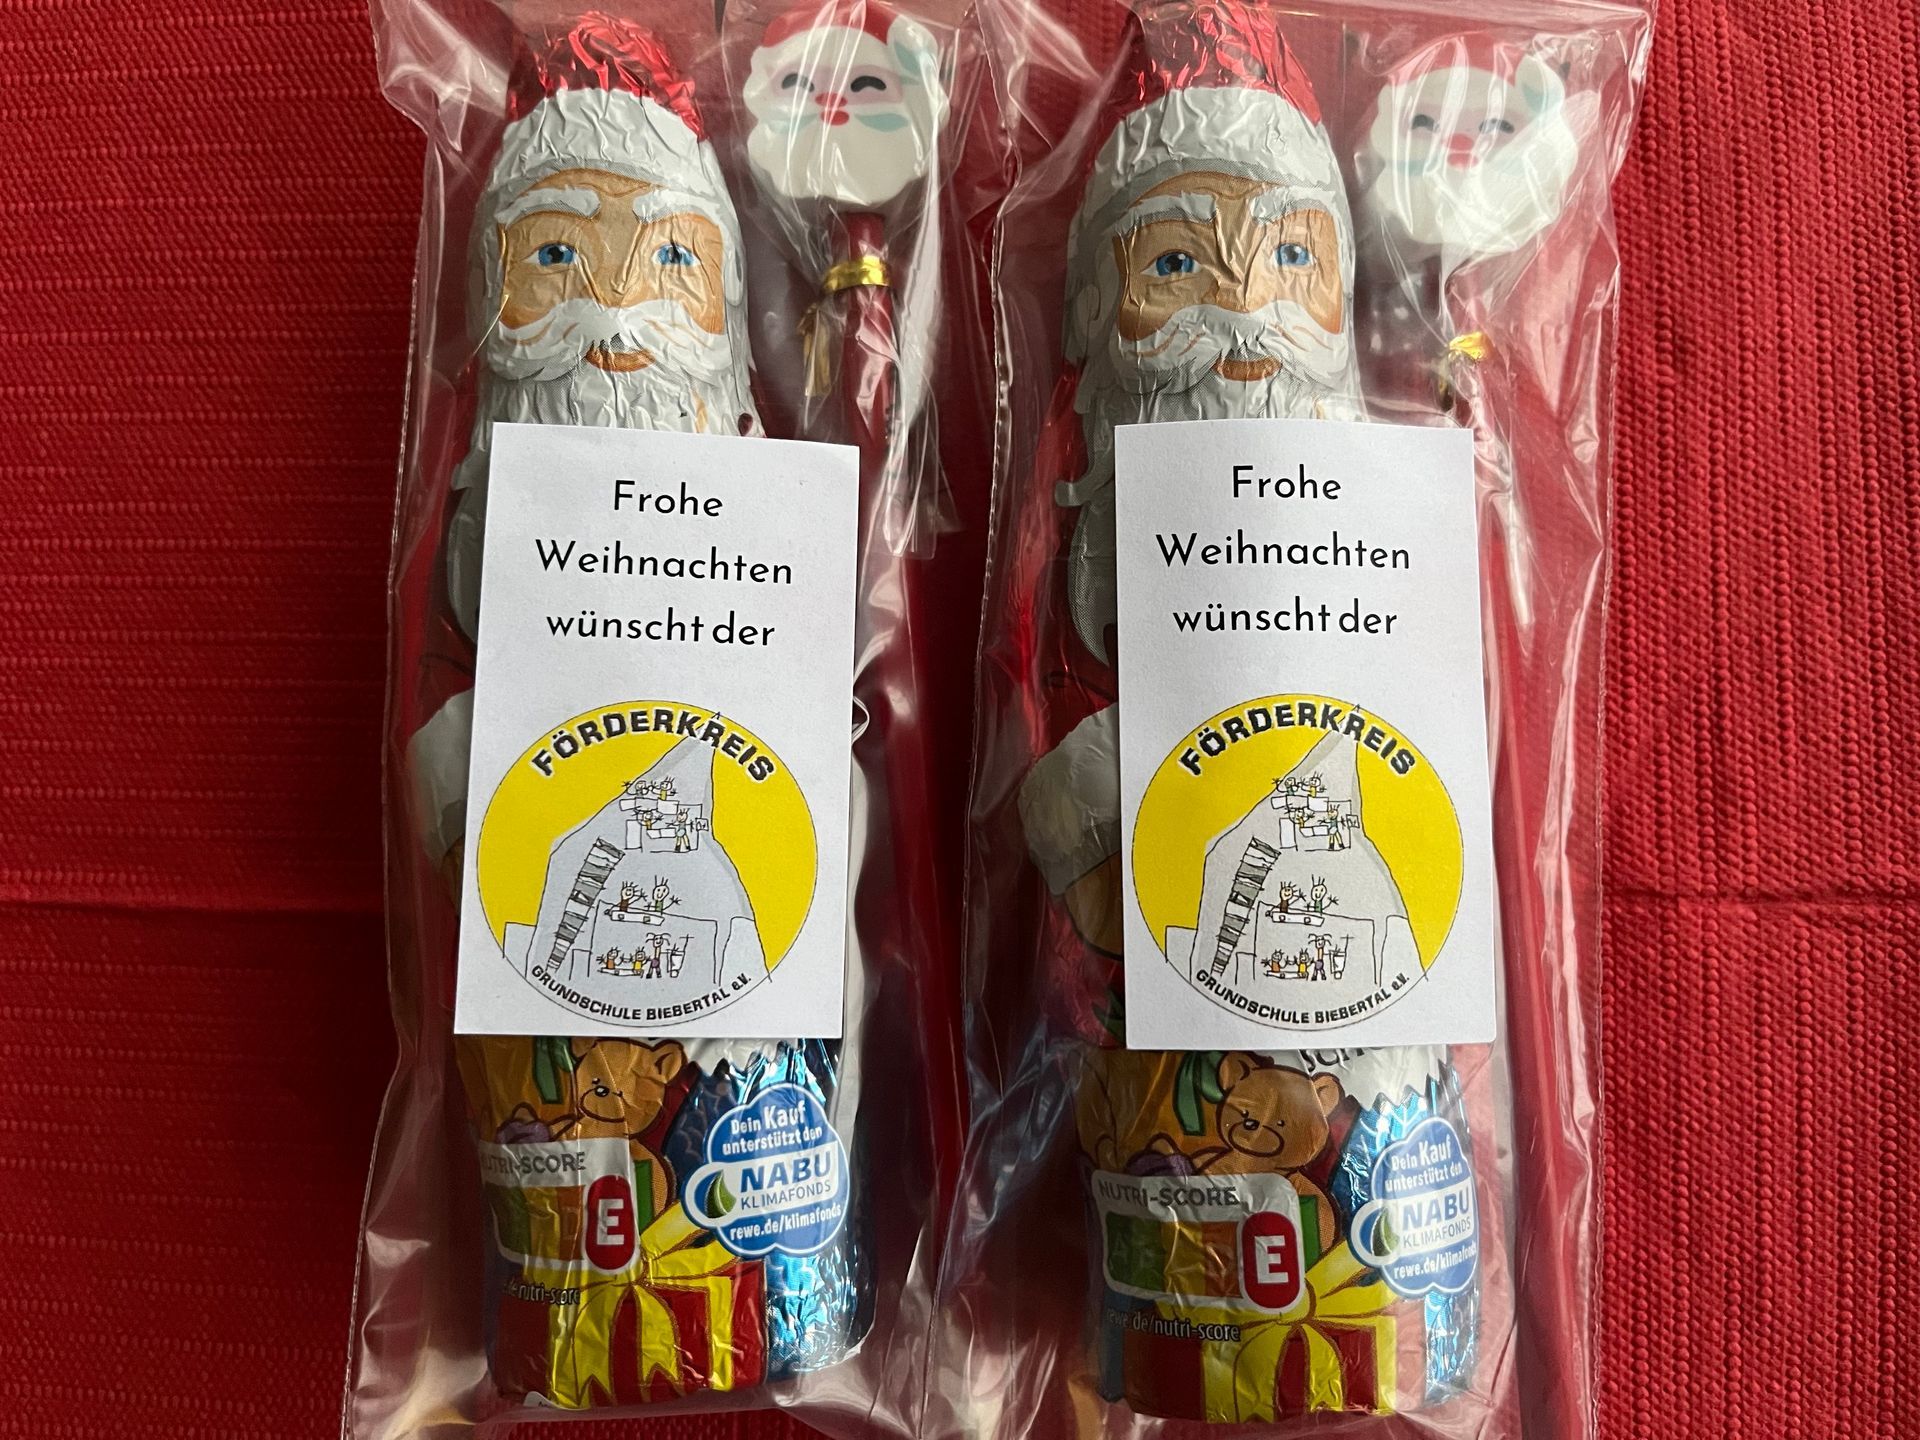 Frohe
Weihnachten
wünscht der
FÖRDERKREIS
GRUNDSCHULE BIEBERTAL e.V.
Dein Kauf
unterstützt den
NABU
KLIMAFONDS
rewe.de/klimafonds
NUTRI-SCORE
E
nutri-score
Frohe
Weihnachten
wünscht der
FÖRDERKREIS
GRUNDSCHULE BIEBERTAL e.V.
Dein Kauf
unterstützt den
NABU
KLIMAFONDS
rewe.de/klimafonds
NUTRI-SCORE
E
rewe.de/nutri-score